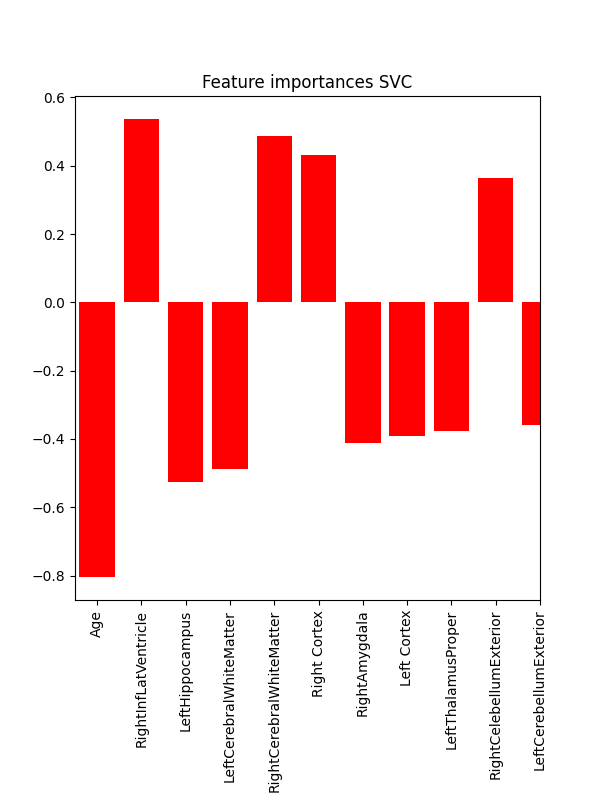 Feature importances SVC
0.6
0.4
0.2
0.0
−0.2
−0.4
−0.6
−0.8
Age
RightInfLatVentricle
LeftHippocampus
LeftCerebralWhiteMatter
RightCerebralWhiteMatter
Right Cortex
RightAmygdala
Left Cortex
LeftThalamusProper
RightCelebellumExterior
LeftCerebellumExterior